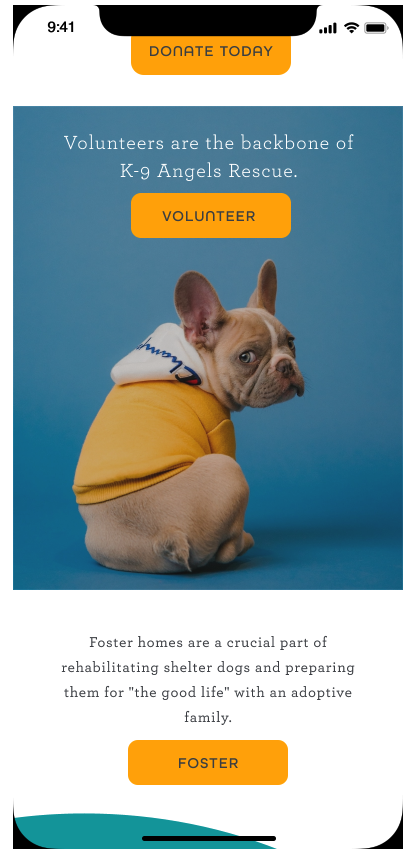 9:41
DONATE TODAY
Volunteers are the backbone of
K-9 Angels Rescue.
VOLUNTEER
Champ
Foster homes are a crucial part of
rehabilitating shelter dogs and preparing
them for "the good life" with an adoptive
family.
FOSTER